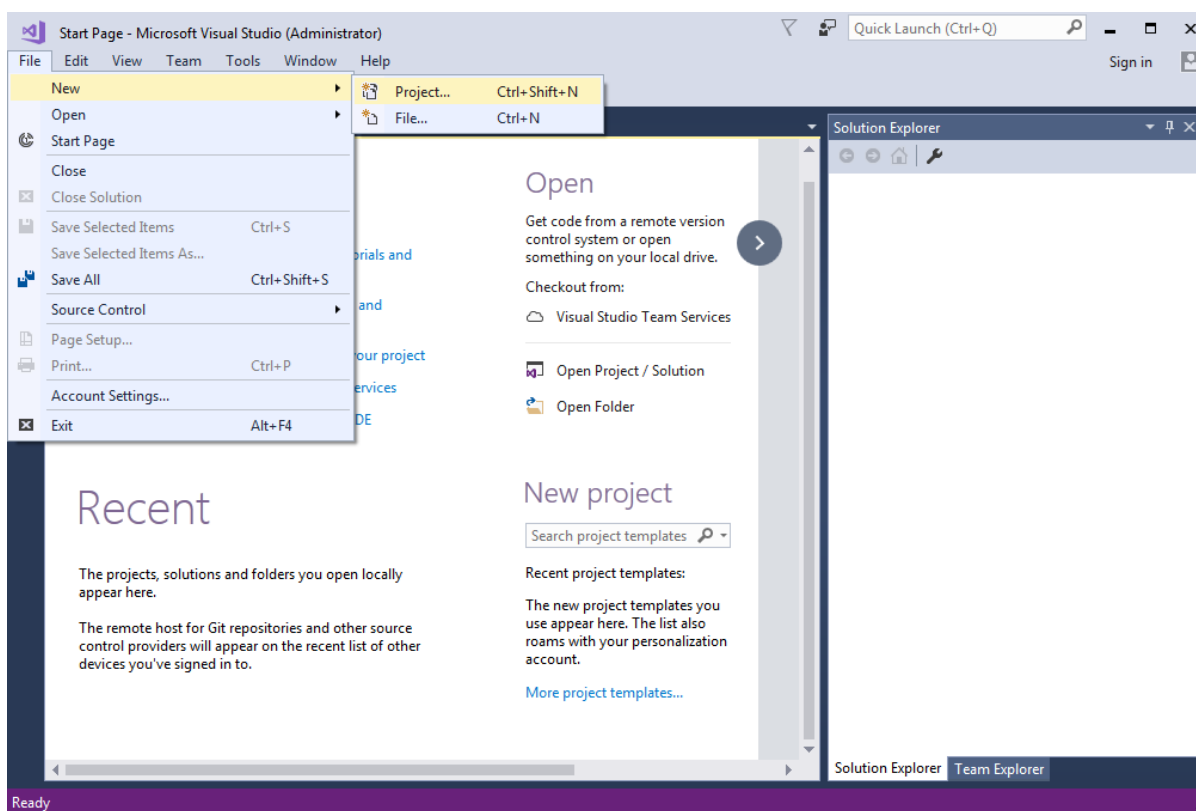 Start Page - Microsoft Visual Studio (Administrator)
Quick Launch (Ctrl+Q)
File Edit View Team Tools Window Help
Sign in
New
Project... Ctrl+Shift+N
Open
File... Ctrl+N
Start Page
Close
Close Solution
Save Selected Items Ctrl+S
Save Selected Items As...
Save All Ctrl+Shift+S
Source Control
Page Setup...
Print... Ctrl+P
Account Settings...
Exit Alt+F4
and
and
your project
DE
Recent
The projects, solutions and folders you open locally
appear here.
The remote host for Git repositories and other source
control providers will appear on the recent list of other
devices you've signed in to.
Open
Get code from a remote version
control system or open
something on your local drive.
Checkout from:
Visual Studio Team Services
Open Project / Solution
Open Folder
New project
Search project templates
Recent project templates:
The new project templates you
use appear here. The list also
roams with your personalization
account.
More project templates...
Solution Explorer
Solution Explorer Team Explorer
Ready